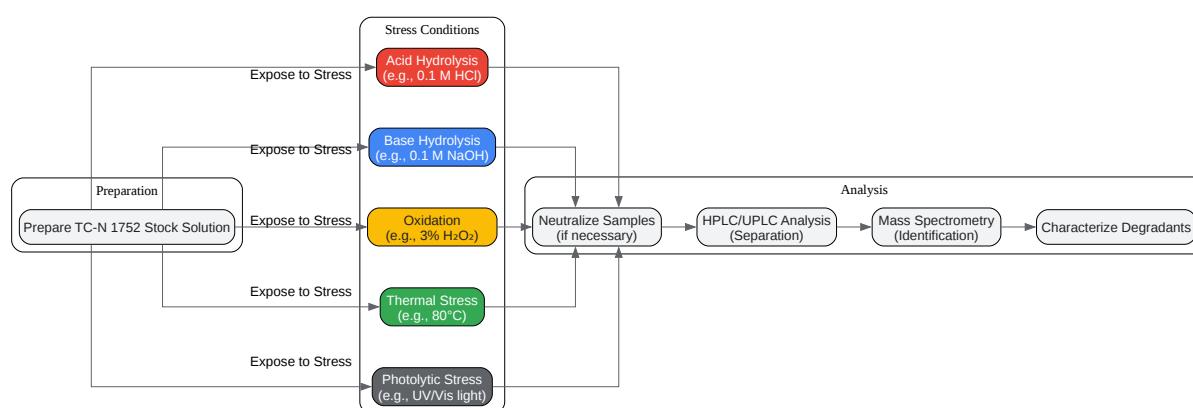 Stress Conditions
Acid Hydrolysis
(e.g., 0.1 M HCl)
Expose to Stress
Base Hydrolysis
(e.g., 0.1 M NaOH)
Expose to Stress
Preparation
Prepare TC-N 1752 Stock Solution
Expose to Stress
Oxidation
(e.g., 3% H₂O₂)
Expose to Stress
Thermal Stress
(e.g., 80°C)
Expose to Stress
Photolytic Stress
(e.g., UV/Vis light)
Analysis
Neutralize Samples
(if necessary)
HPLC/UPLC Analysis
(Separation)
Mass Spectrometry
(Identification)
Characterize Degradants